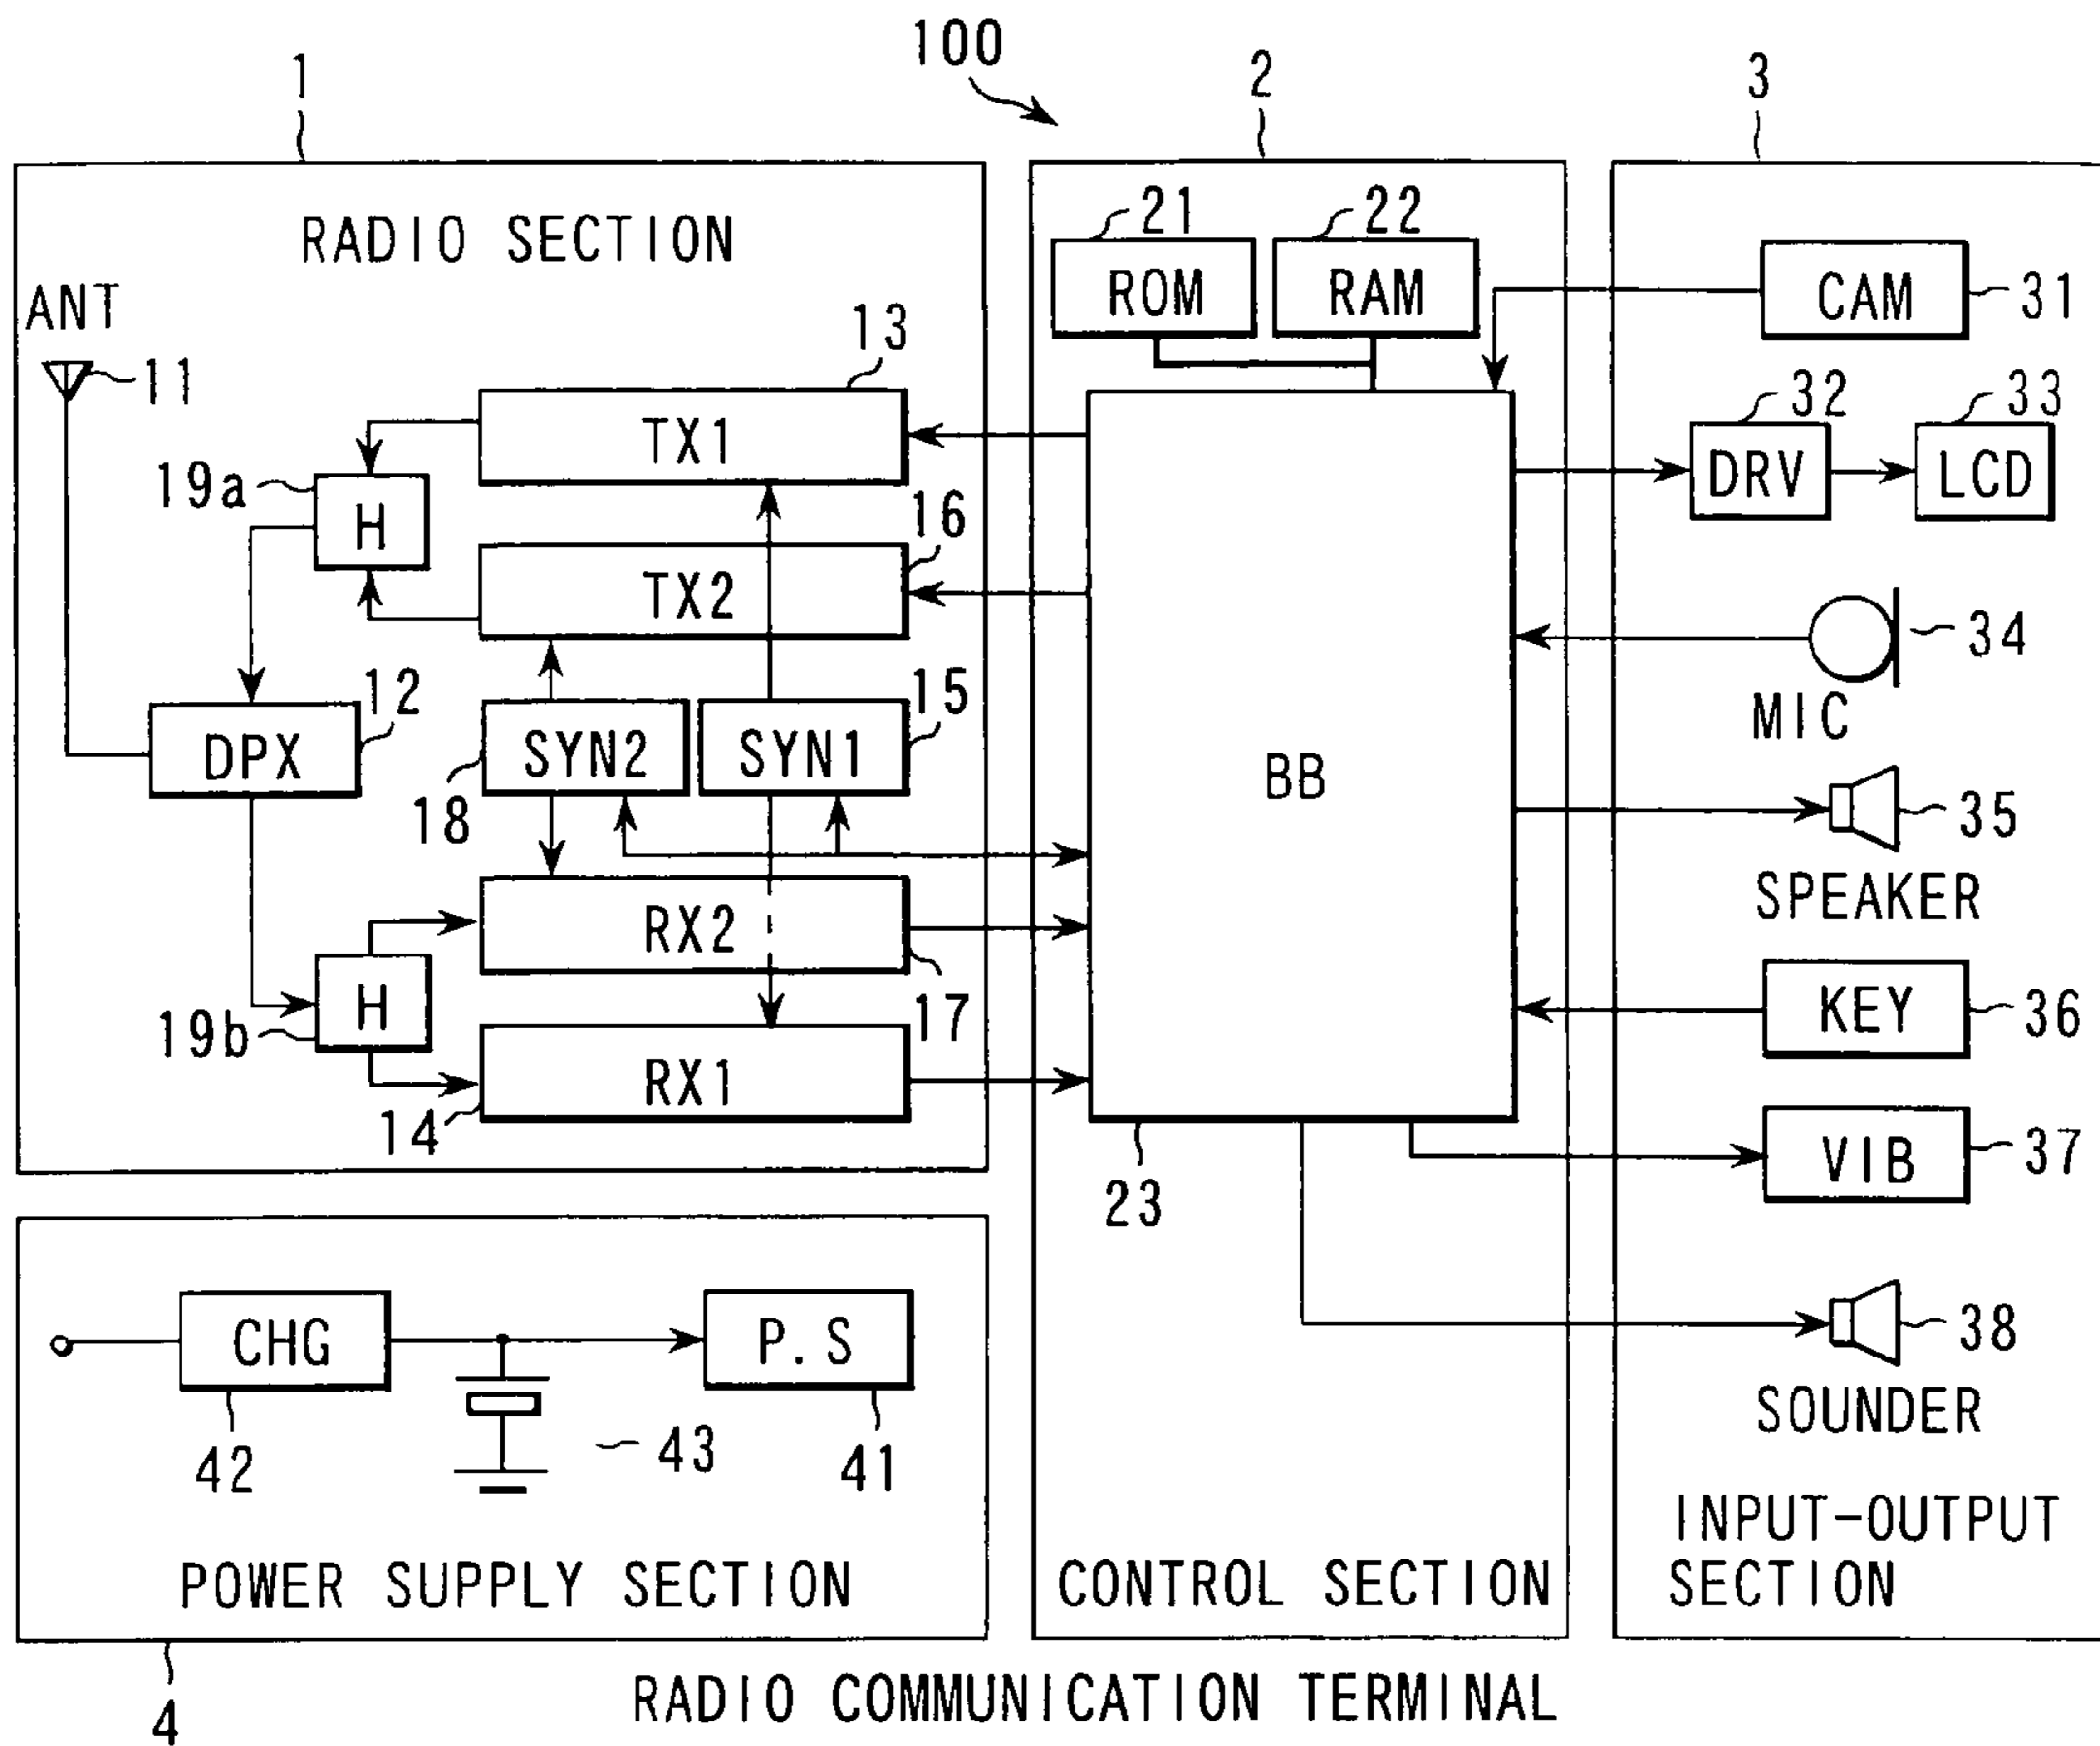 100
1
2
3
RADIO SECTION
ANT
11
13
TX1
19a
H
16
TX2
12
DPX
18
SYN2
15
SYN1
RX2
17
19b
H
RX1
14
21
ROM
22
RAM
BB
23
CONTROL SECTION
CAM
31
32
DRV
33
LCD
34
MIC
35
SPEAKER
KEY
36
VIB
37
38
SOUNDER
INPUT-OUTPUT
SECTION
CHG
42
43
P.S
41
POWER SUPPLY SECTION
4
RADIO COMMUNICATION TERMINAL